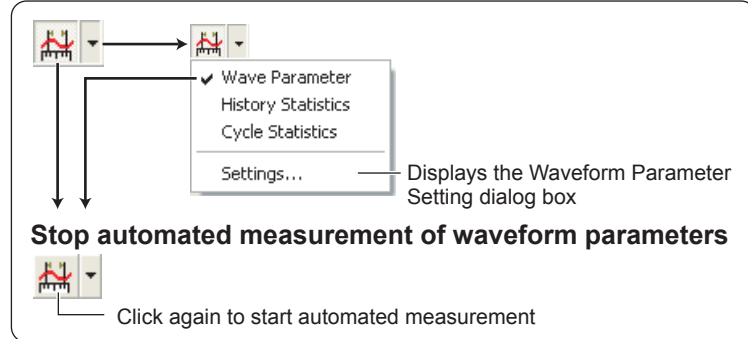 Wave Parameter
History Statistics
Cycle Statistics
Settings...
Displays the Waveform Parameter
Setting dialog box
Stop automated measurement of waveform parameters
Click again to start automated measurement